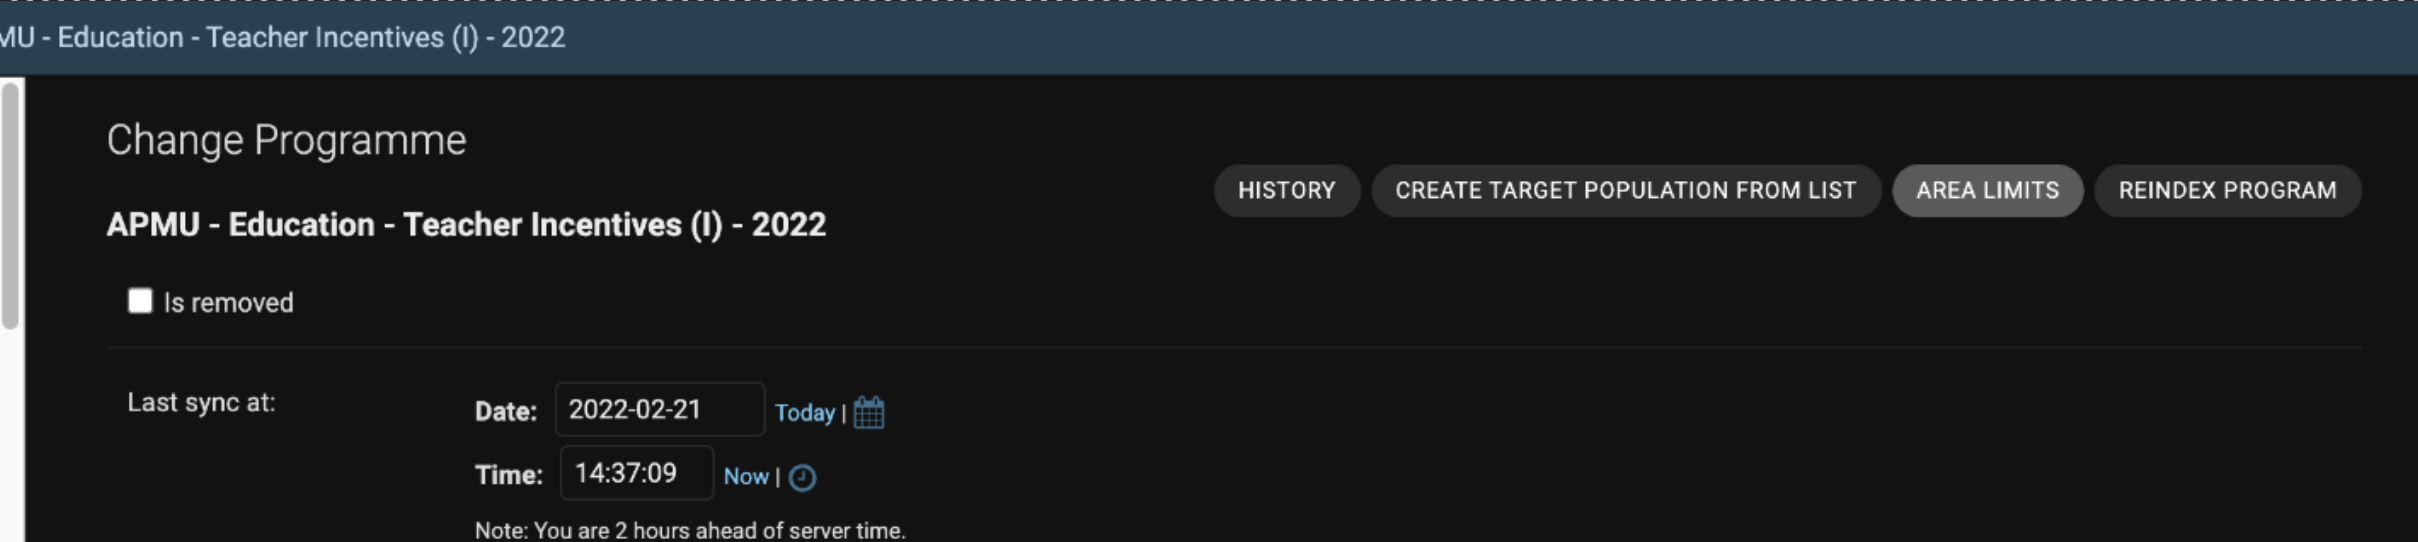 MU - Education - Teacher Incentives (I) - 2022
Change Programme
HISTORY CREATE TARGET POPULATION FROM LIST AREA LIMITS REINDEX PROGRAM
APMU - Education - Teacher Incentives (I) - 2022
Is removed
Last sync at: Date: 2022-02-21 Today |
Time: 14:37:09 Now |
Note: You are 2 hours ahead of server time.